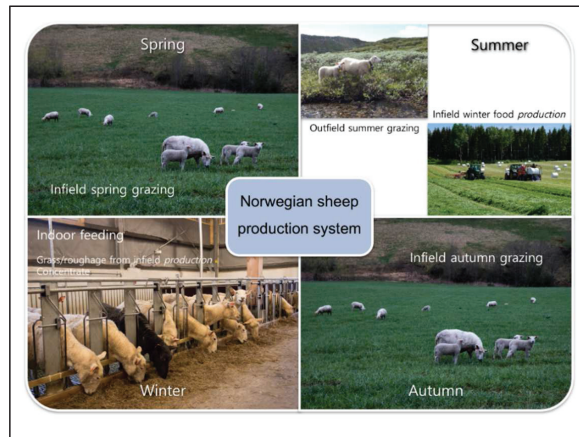 Spring
Infield spring grazing
Summer
Infield winter food production
Outfield summer grazing
Norwegian sheep
production system
Indoor feeding
Grass/roughage from infield production
Concentrate
Winter
Infield autumn grazing
Autumn